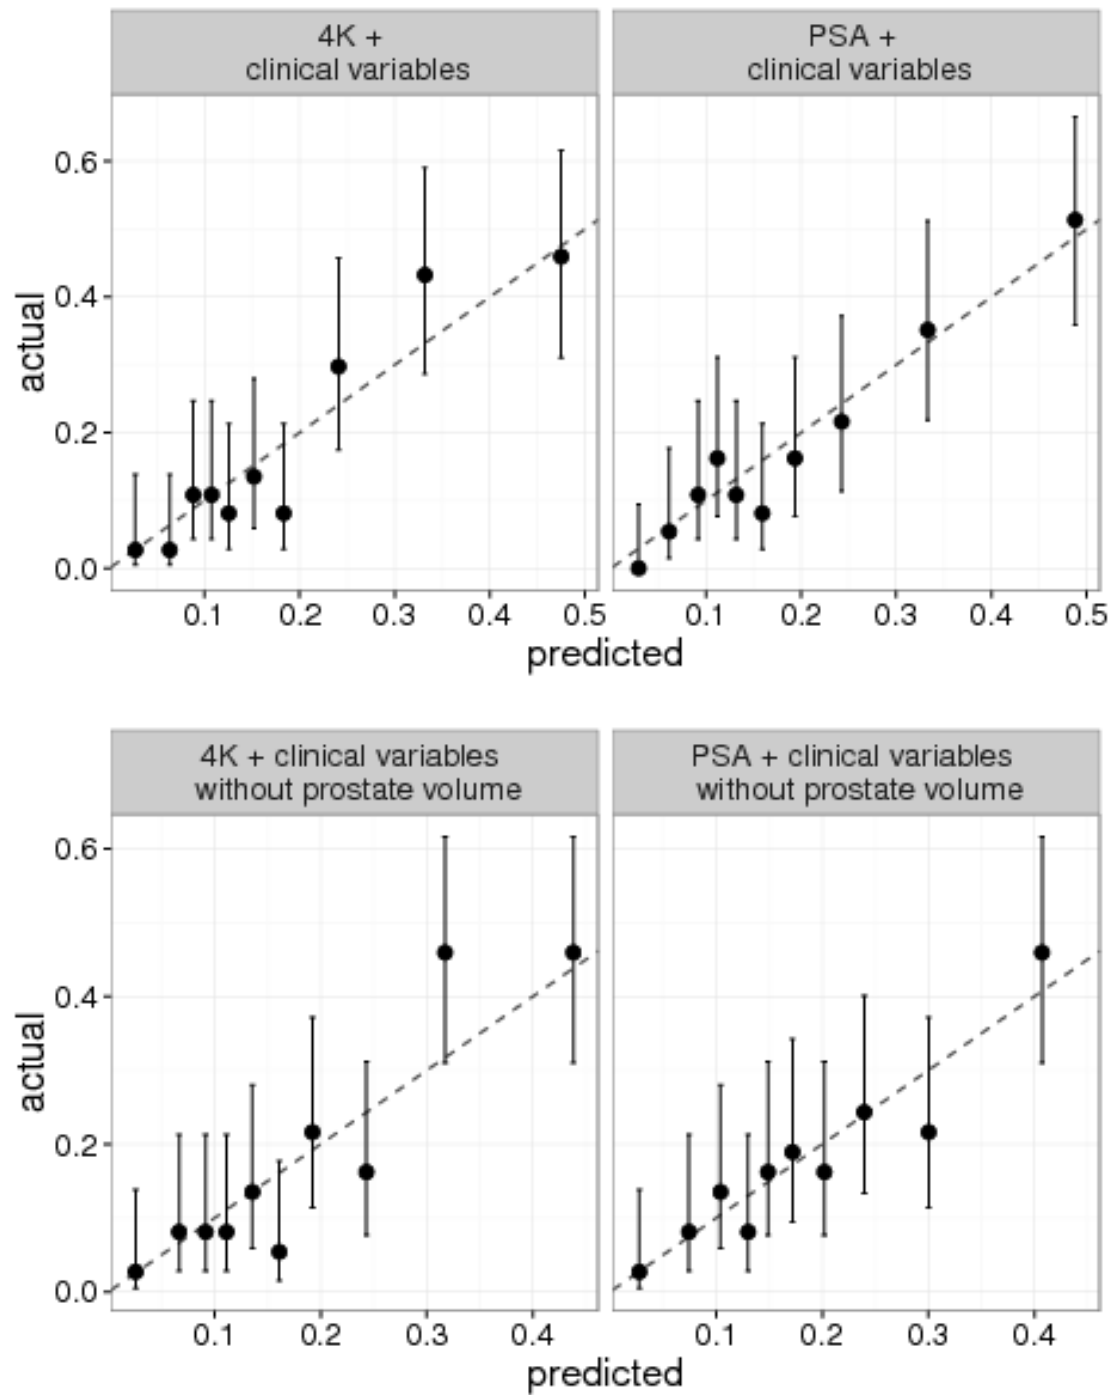 4K +
clinical variables
PSA +
clinical variables
actual
0.6
0.4
0.2
0.0
0.1 0.2 0.3 0.4 0.5
0.1 0.2 0.3 0.4 0.5
predicted
4K + clinical variables
without prostate volume
PSA + clinical variables
without prostate volume
actual
0.6
0.4
0.2
0.0
0.1 0.2 0.3 0.4
0.1 0.2 0.3 0.4
predicted